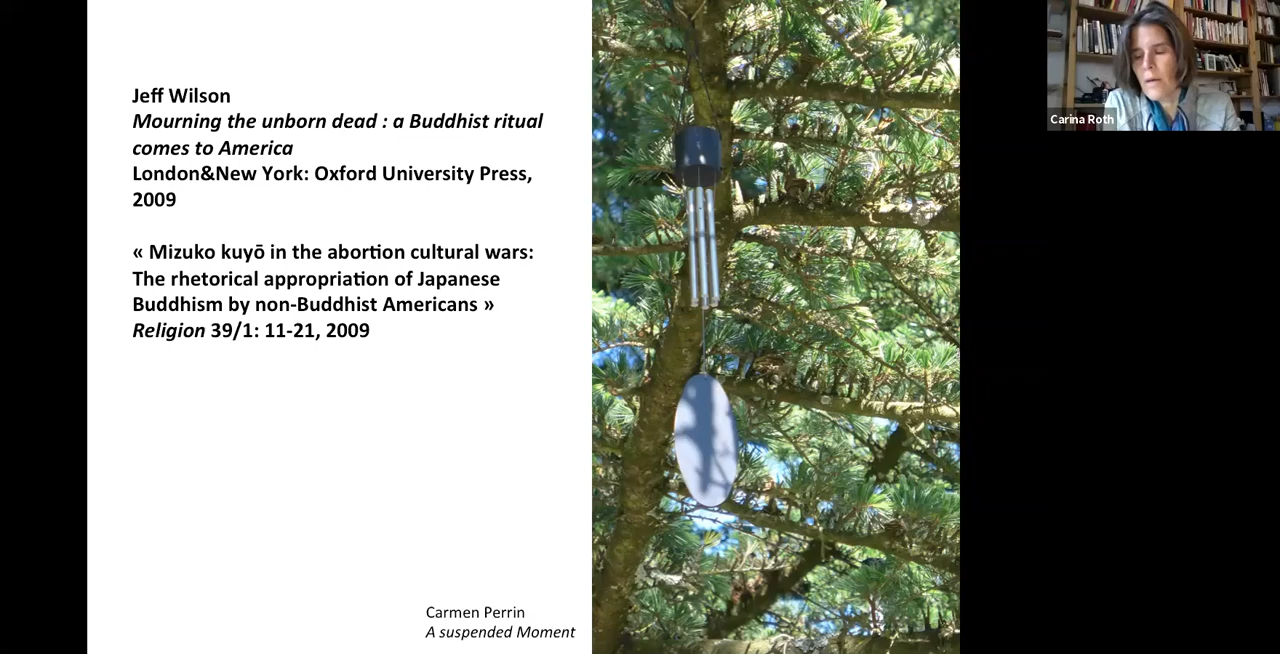 Jeff Wilson
Mourning the unborn dead : a Buddhist ritual
comes to America
London&New York: Oxford University Press,
2009
« Mizuko kuyō in the abortion cultural wars:
The rhetorical appropriation of Japanese
Buddhism by non-Buddhist Americans »
Religion 39/1: 11-21, 2009
Carmen Perrin
A suspended Moment
Carina Roth